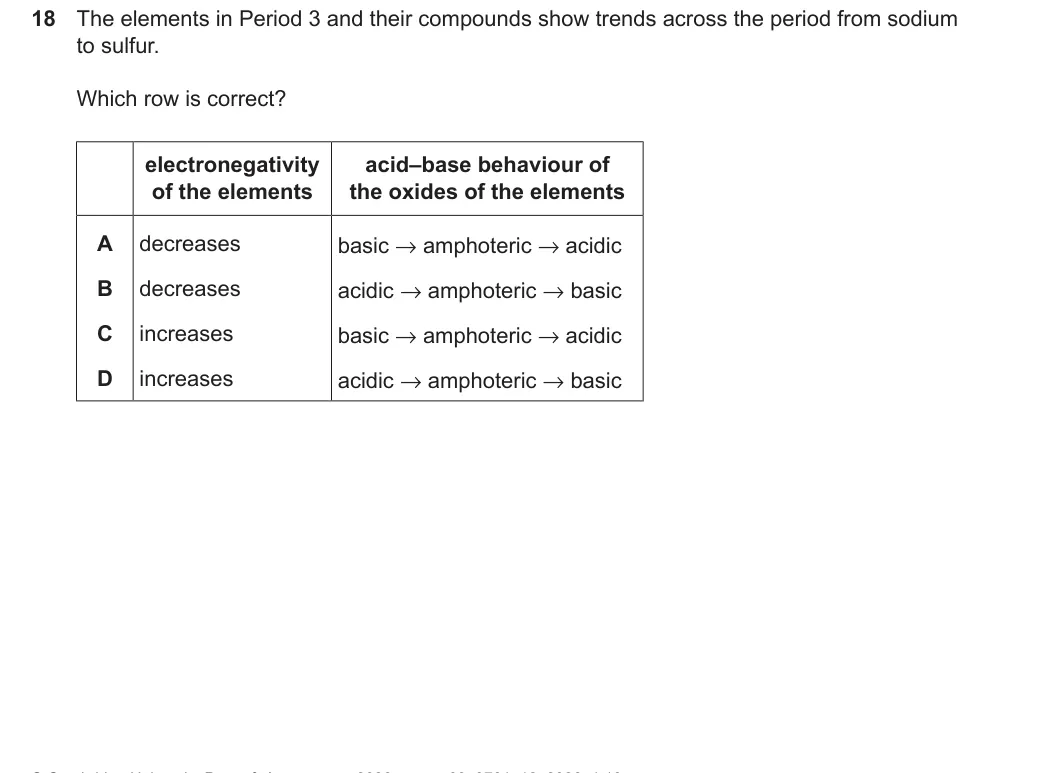 18 The elements in Period 3 and their compounds show trends across the period from sodium
to sulfur.
Which row is correct?
electronegativity of the elements acid–base behaviour of the oxides of the elements
A decreases basic → amphoteric → acidic
B decreases acidic → amphoteric → basic
C increases basic → amphoteric → acidic
D increases acidic → amphoteric → basic